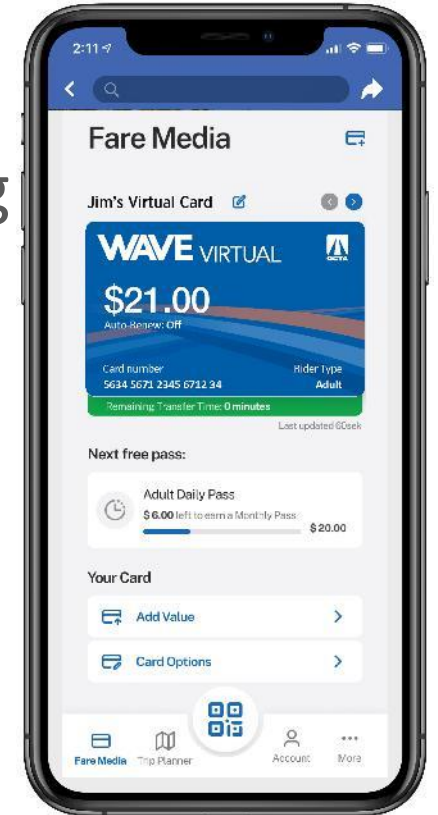 2:11
Fare Media
g
Jim's Virtual Card
WAVE VIRTUAL
OCTA
$21.00
Auto-Renew: Off
Card number
Rider Type
5634 5671 2345 6712 34
Adult
Remaining Transfer Time: 0 minutes
Last updated 60sek
Next free pass:
Adult Daily Pass
$6.00 left to earn a Monthly Pass
$20.00
Your Card
Add Value
Card Options
Fare Media
Trip Planner
Account
More